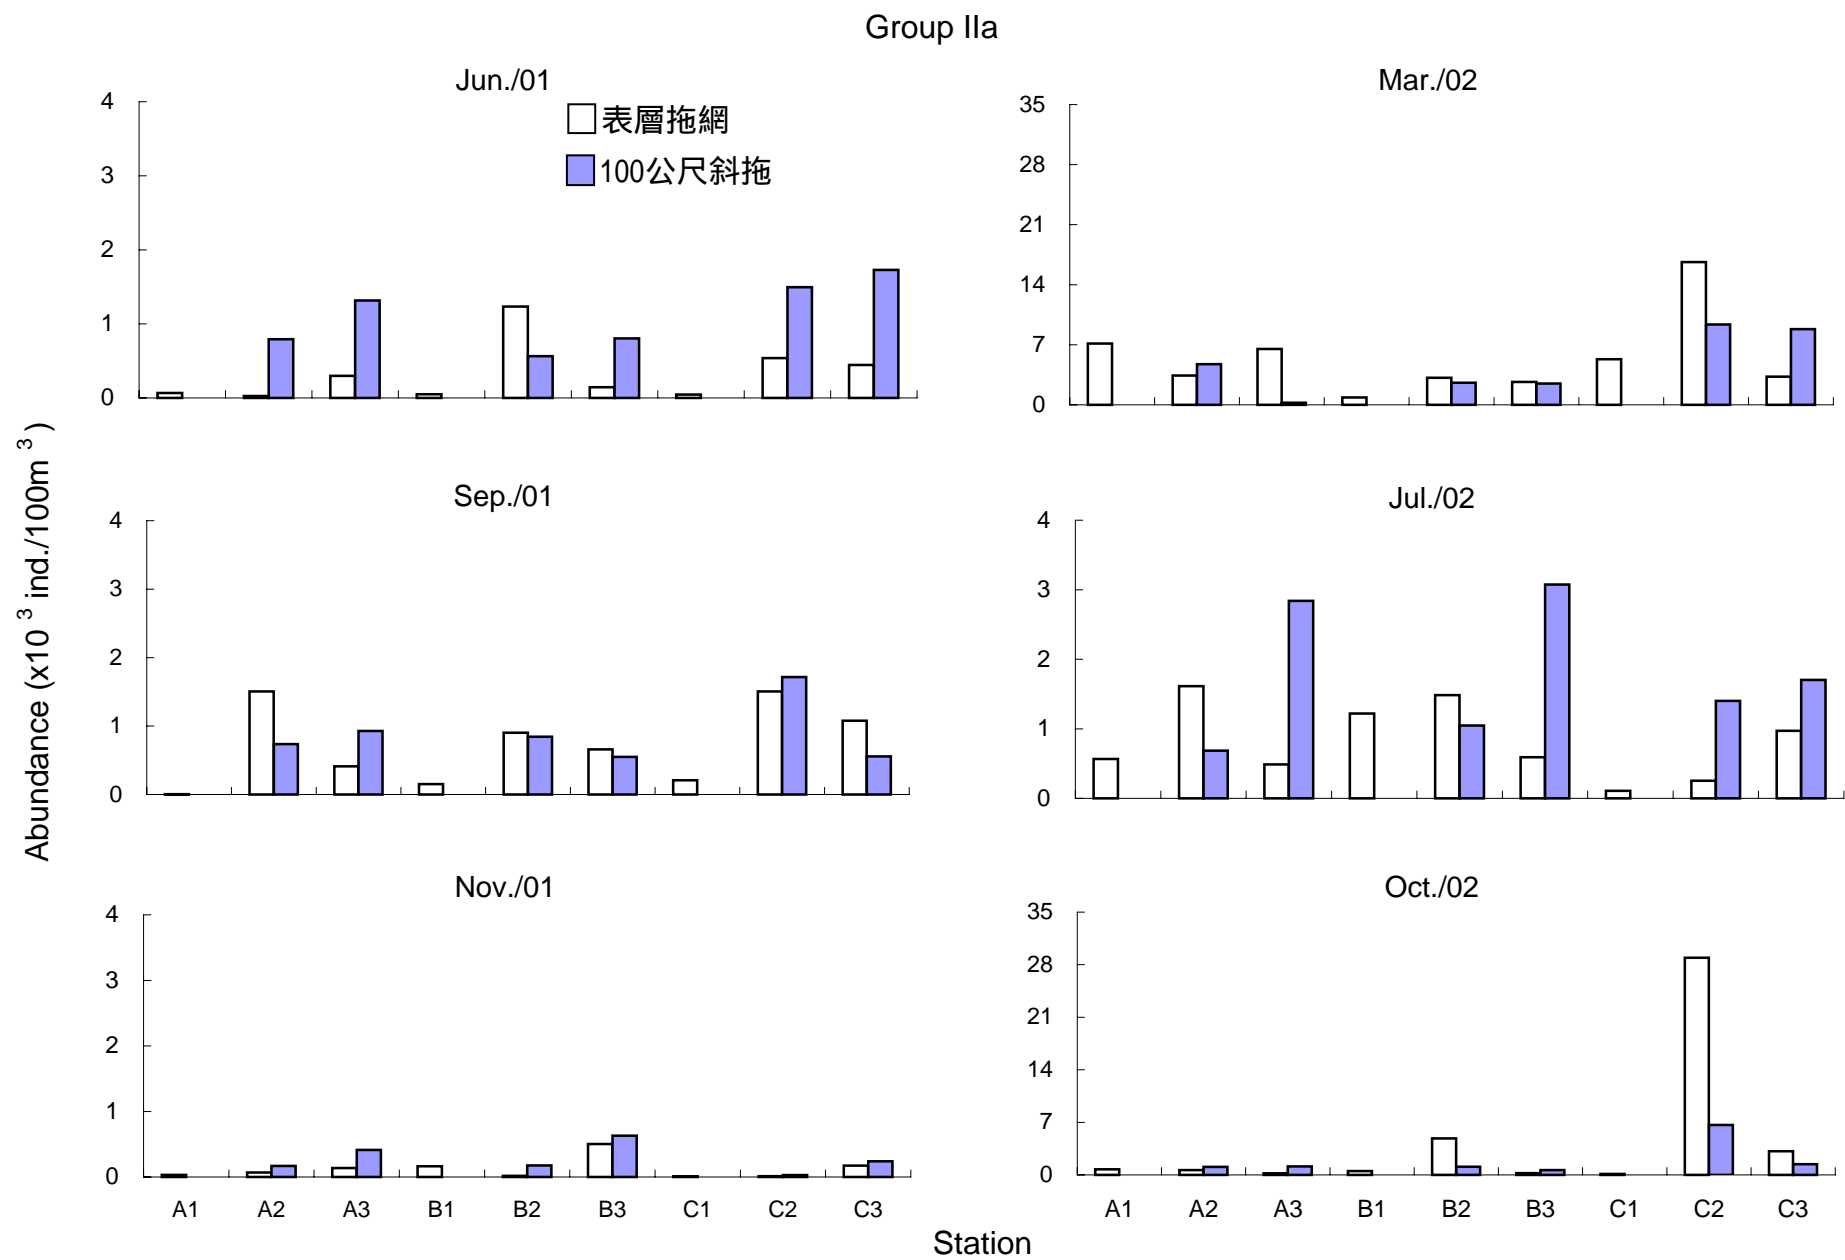 Group IIa
Jun./01
4
3
2
1
0
表層拖網
100公尺斜拖
Mar./02
35
28
21
14
7
0
Sep./01
4
3
2
1
0
Jul./02
4
3
2
1
0
Nov./01
4
3
2
1
0
A1 A2 A3 B1 B2 B3 C1 C2 C3
Oct./02
35
28
21
14
7
0
A1 A2 A3 B1 B2 B3 C1 C2 C3
Abundance (x10 ³ ind./100m ³ )
Station